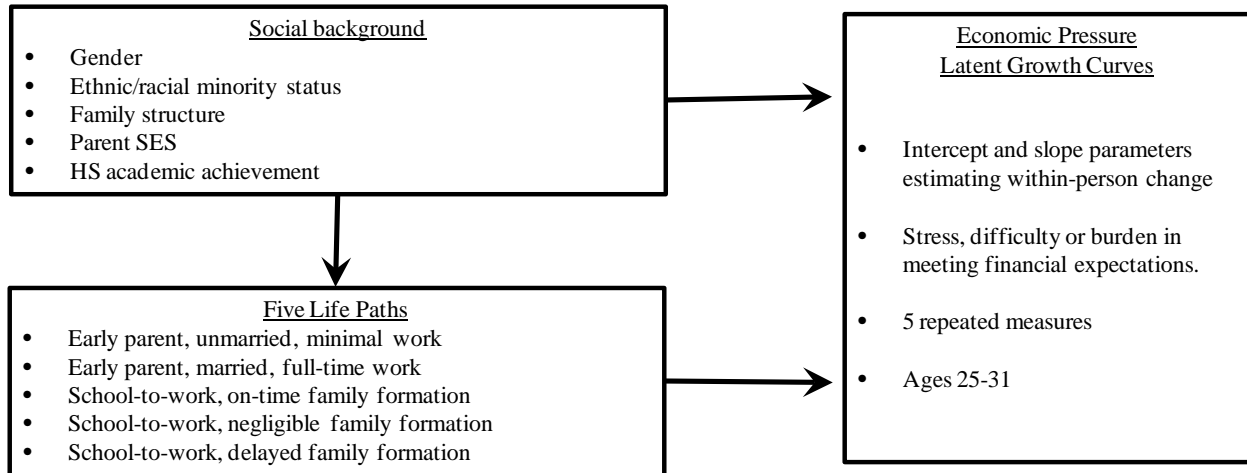 Social background
• Gender
• Ethnic/racial minority status
• Family structure
• Parent SES
• HS academic achievement
Five Life Paths
• Early parent, unmarried, minimal work
• Early parent, married, full-time work
• School-to-work, on-time family formation
• School-to-work, negligible family formation
• School-to-work, delayed family formation
Economic Pressure
Latent Growth Curves
• Intercept and slope parameters
estimating within-person change
• Stress, difficulty or burden in
meeting financial expectations.
• 5 repeated measures
• Ages 25-31